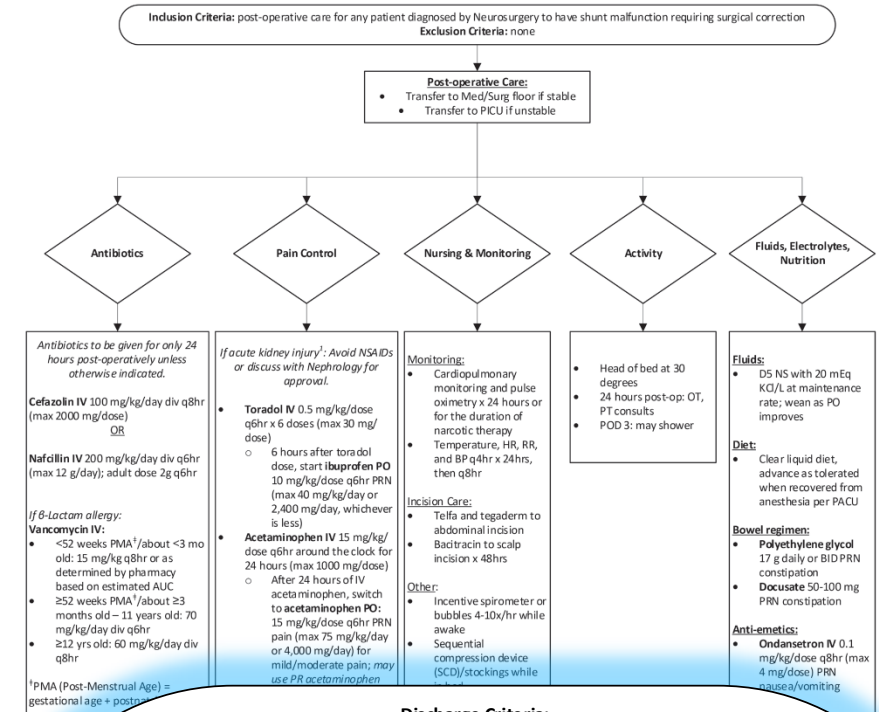 Inclusion Criteria: post-operative care for any patient diagnosed by Neurosurgery to have shunt malfunction requiring surgical correction
Exclusion Criteria: none
Post-operative Care:
• Transfer to Med/Surg floor if stable
• Transfer to PICU if unstable
Antibiotics
Pain Control
Nursing & Monitoring
Activity
Fluids, Electrolytes,
Nutrition
Antibiotics to be given for only 24
hours post-operatively unless
otherwise indicated.
Cefazolin IV 100 mg/kg/day div q8hr
(max 2000 mg/dose)
OR
Nafcillin IV 200 mg/kg/day div q6hr
(max 12 g/day); adult dose 2g q6hr
If β-Lactam allergy:
Vancomycin IV:
• <52 weeks PMA†/about <3 mo
old: 15 mg/kg q8hr or as
determined by pharmacy
based on estimated AUC
• ≥52 weeks PMA†/about ≥3
months old – 11 years old: 70
mg/kg/day div q6hr
• ≥12 yrs old: 60 mg/kg/day div
q8hr
†PMA (Post-Menstrual Age) =
gestational age +
If acute kidney injury1: Avoid NSAIDs
or discuss with Nephrology for
approval.
• Toradol IV 0.5 mg/kg/dose
q6hr x 6 doses (max 30 mg/
dose)
○ 6 hours after toradol
dose, start ibuprofen PO
10 mg/kg/dose q6hr PRN
(max 40 mg/kg/day or
2,400 mg/day, whichever
is less)
• Acetaminophen IV 15 mg/kg/
dose q6hr around the clock for
24 hours (max 1000 mg/dose)
○ After 24 hours of IV
acetaminophen, switch
to acetaminophen PO:
15 mg/kg/dose q6hr PRN
pain (max 75 mg/kg/day
or 4,000 mg/day) for
mild/moderate pain; may
use PR acetaminophen
Monitoring:
• Cardiopulmonary
monitoring and pulse
oximetry x 24 hours or
for the duration of
narcotic therapy
• Temperature, HR, RR,
and BP q4hr x 24hrs,
then q8hr
Incision Care:
• Telfa and tegaderm to
abdominal incision
• Bacitracin to scalp
incision x 48hrs
Other:
• Incentive spirometer or
bubbles 4-10x/hr while
awake
• Sequential
compression device
(SCD)/stockings while
• Head of bed at 30
degrees
• 24 hours post-op: OT,
PT consults
• POD 3: may shower
Fluids:
• D5 NS with 20 mEq
KCl/L at maintenance
rate; wean as PO
improves
Diet:
• Clear liquid diet,
advance as tolerated
when recovered from
anesthesia per PACU
Bowel regimen:
• Polyethylene glycol
17 g daily or BID PRN
constipation
• Docusate 50-100 mg
PRN constipation
Anti-emetics:
• Ondansetron IV 0.1
mg/kg/dose q8hr (max
4 mg/dose) PRN
nausea/vomiting
Discharge Criteria: